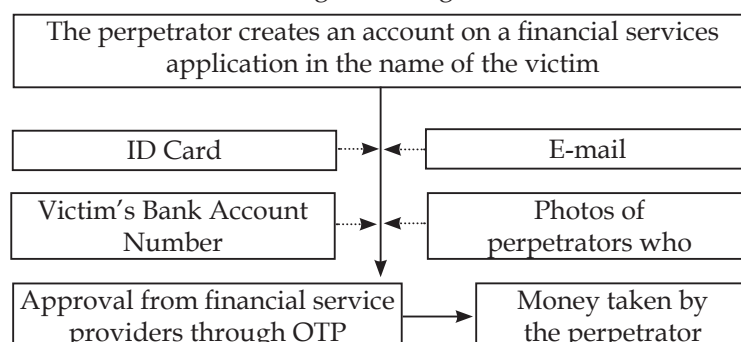 The perpetrator creates an account on a financial services
application in the name of the victim
ID Card
E-mail
Victim's Bank Account
Number
Photos of
perpetrators who
Approval from financial service
providers through OTP
Money taken by
the perpetrator